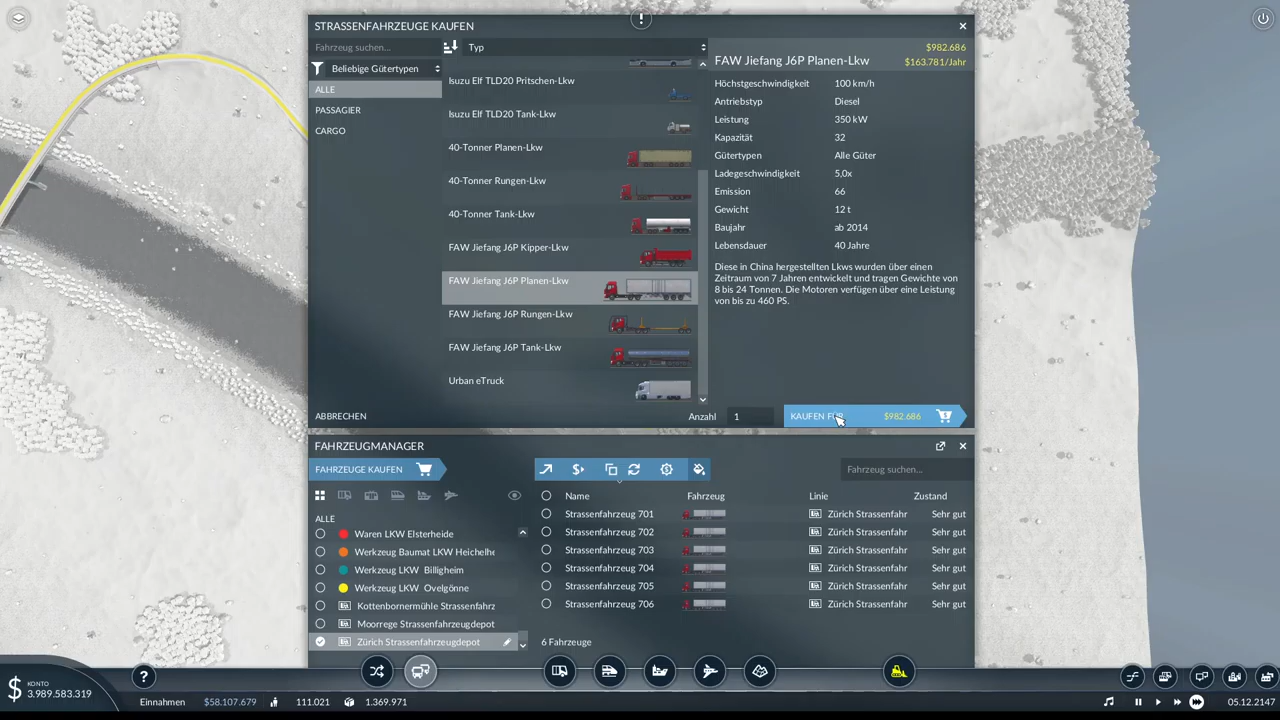 STRASSENFAHRZEUGE KAUFEN
Fahrzeug suchen...
Typ
Beliebige Gütertypen
ALLE
PASSAGIER
CARGO
Isuzu Elf TLD20 Pritschen-Lkw
Isuzu Elf TLD20 Tank-Lkw
40-Tonner Planen-Lkw
40-Tonner Rungen-Lkw
40-Tonner Tank-Lkw
FAW Jiefang J6P Kipper-Lkw
FAW Jiefang J6P Planen-Lkw
FAW Jiefang J6P Rungen-Lkw
FAW Jiefang J6P Tank-Lkw
Urban eTruck
$982.686
FAW Jiefang J6P Planen-Lkw $163.781/Jahr
Höchstgeschwindigkeit 100 km/h
Antriebstyp Diesel
Leistung 350 kW
Kapazität 32
Gütertypen Alle Güter
Ladegeschwindigkeit 5,0x
Emission 66
Gewicht 12 t
Baujahr ab 2014
Lebensdauer 40 Jahre
Diese in China hergestellten Lkws wurden über einen
Zeitraum von 7 Jahren entwickelt und tragen Gewichte von
8 bis 24 Tonnen. Die Motoren verfügen über eine Leistung
von bis zu 460 PS.
ABBRECHEN Anzahl 1 KAUFEN $982.686
FAHRZEUGMANAGER
FAHRZEUGE KAUFEN
Fahrzeug suchen...
ALLE
Waren LKW Elsterheide
Werkzeug Baumat LKW Heichelhe
Werkzeug LKW Billigheim
Werkzeug LKW Ovelgönne
Kottenbornermühle Strassenfahrz
Moorrege Strassenfahrzeugdepot
Zürich Strassenfahrzeugdepot
Name Fahrzeug Linie Zustand
Strassenfahrzeug 701 Zürich Strassenfahr Sehr gut
Strassenfahrzeug 702 Zürich Strassenfahr Sehr gut
Strassenfahrzeug 703 Zürich Strassenfahr Sehr gut
Strassenfahrzeug 704 Zürich Strassenfahr Sehr gut
Strassenfahrzeug 705 Zürich Strassenfahr Sehr gut
Strassenfahrzeug 706 Zürich Strassenfahr Sehr gut
6 Fahrzeuge
$ KONTO
3.989.583.319
?
Einnahmen $58.107.679 111.021 1.369.971 05.12.2147